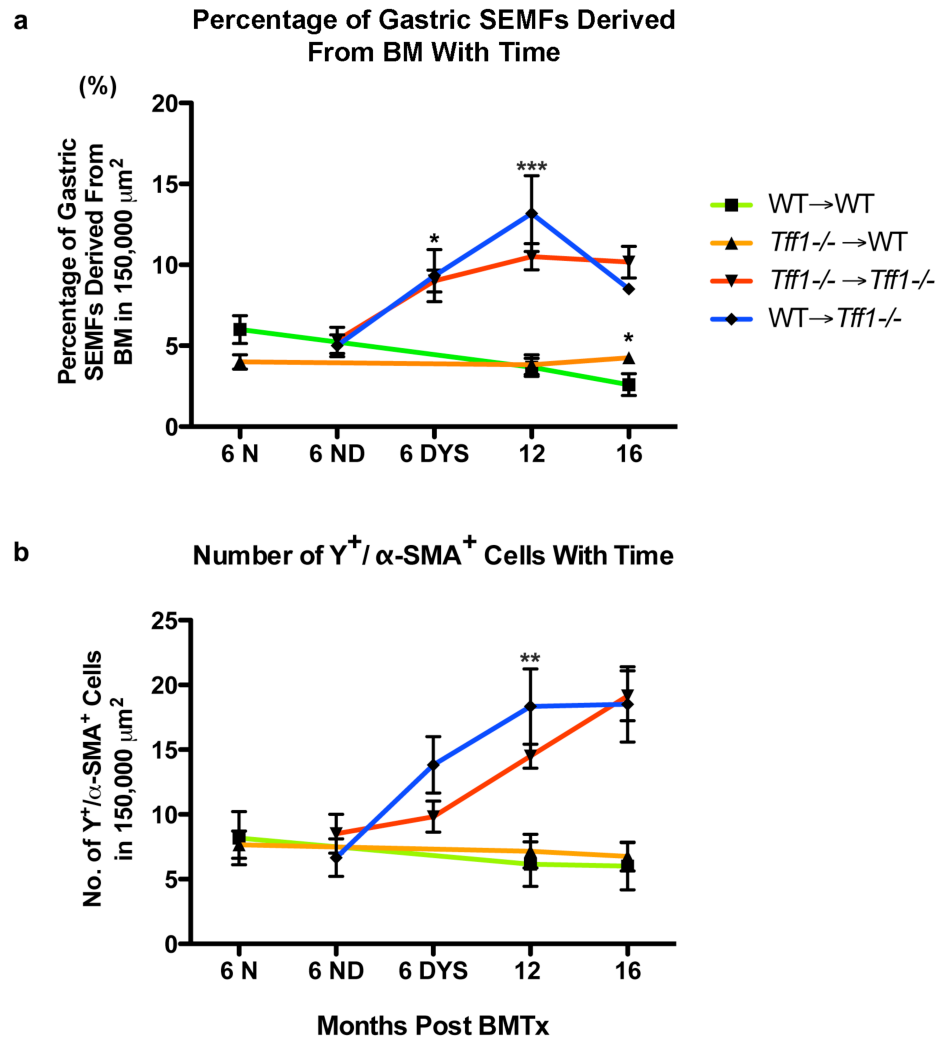 a
Percentage of Gastric SEMFs Derived
From BM With Time
(%)
Percentage of Gastric
SEMFs Derived From
BM in 150,000 µm²
20
15
10
5
0
*
***
*
6 N
6 ND
6 DYS
12
16
WT→WT
Tff1-/- →WT
Tff1-/- →Tff1-/-
WT→Tff1-/-
b
Number of Y⁺/ α-SMA⁺ Cells With Time
No. of Y⁺/α-SMA⁺ Cells
in 150,000 µm²
25
20
15
10
5
0
**
6 N
6 ND
6 DYS
12
16
Months Post BMTx